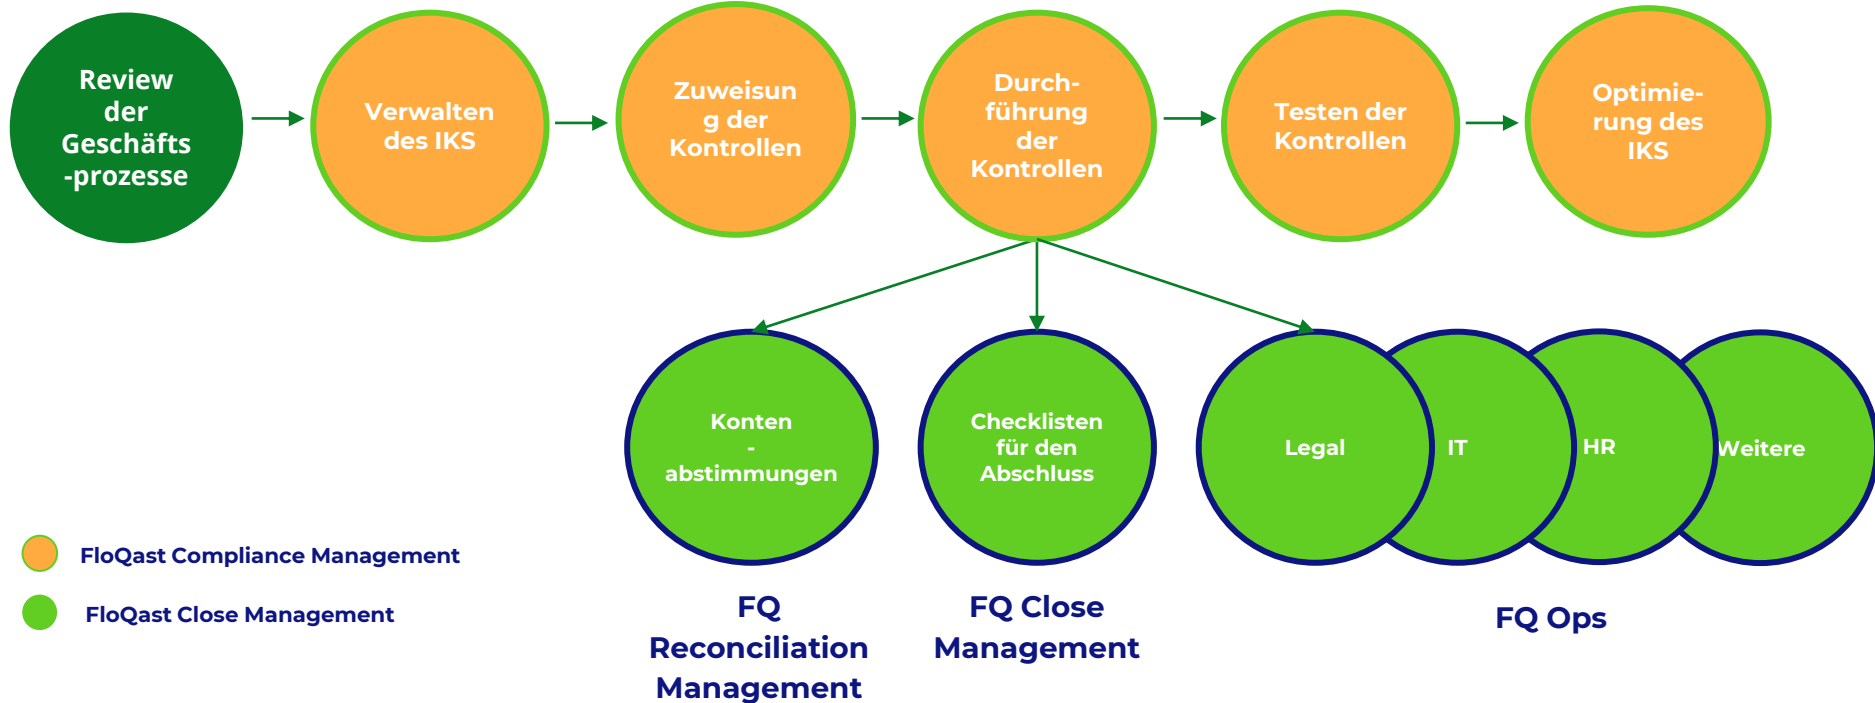 Review
der
Geschäfts
-prozesse
Verwalten
des IKS
Zuweisun
g der
Kontrollen
Durch-
führung
der
Kontrollen
Testen der
Kontrollen
Optimie-
rung des
IKS
Konten
-
abstimmungen
Checklisten
für den
Abschluss
Legal
IT
HR
Weitere
FloQast Compliance Management
FloQast Close Management
FQ
Reconciliation
Management
FQ Close
Management
FQ Ops